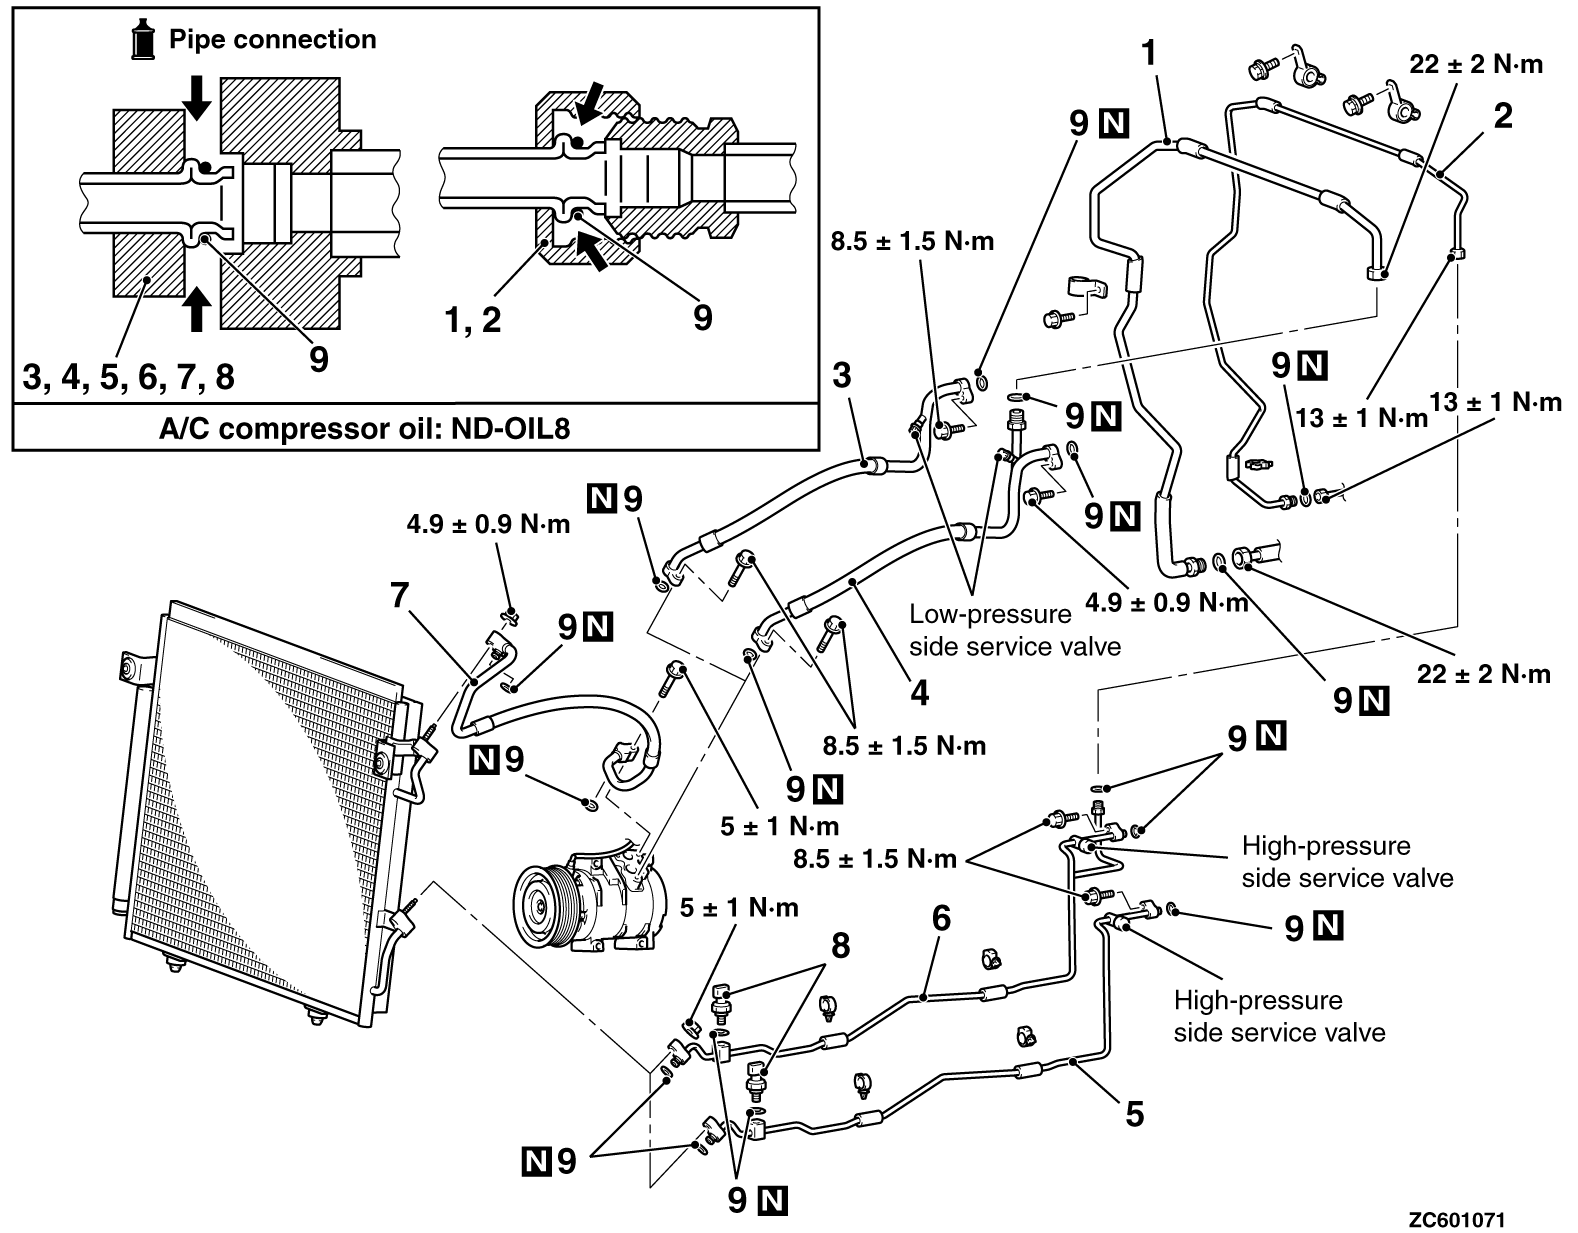 Pipe connection
9
3, 4, 5, 6, 7, 8
1, 2
9
A/C compressor oil: ND-OIL8
1
22 ± 2 N·m
2
9 N
8.5 ± 1.5 N·m
3
9 N
9 N
13 ± 1 N·m
13 ± 1 N·m
N 9
9 N
4.9 ± 0.9 N·m
7
4.9 ± 0.9 N·m
Low-pressure
side service valve
9 N
4
22 ± 2 N·m
9 N
8.5 ± 1.5 N·m
9 N
N 9
9 N
5 ± 1 N·m
8.5 ± 1.5 N·m
High-pressure
side service valve
5 ± 1 N·m
6
9 N
8
High-pressure
side service valve
5
N 9
9 N
ZC601071